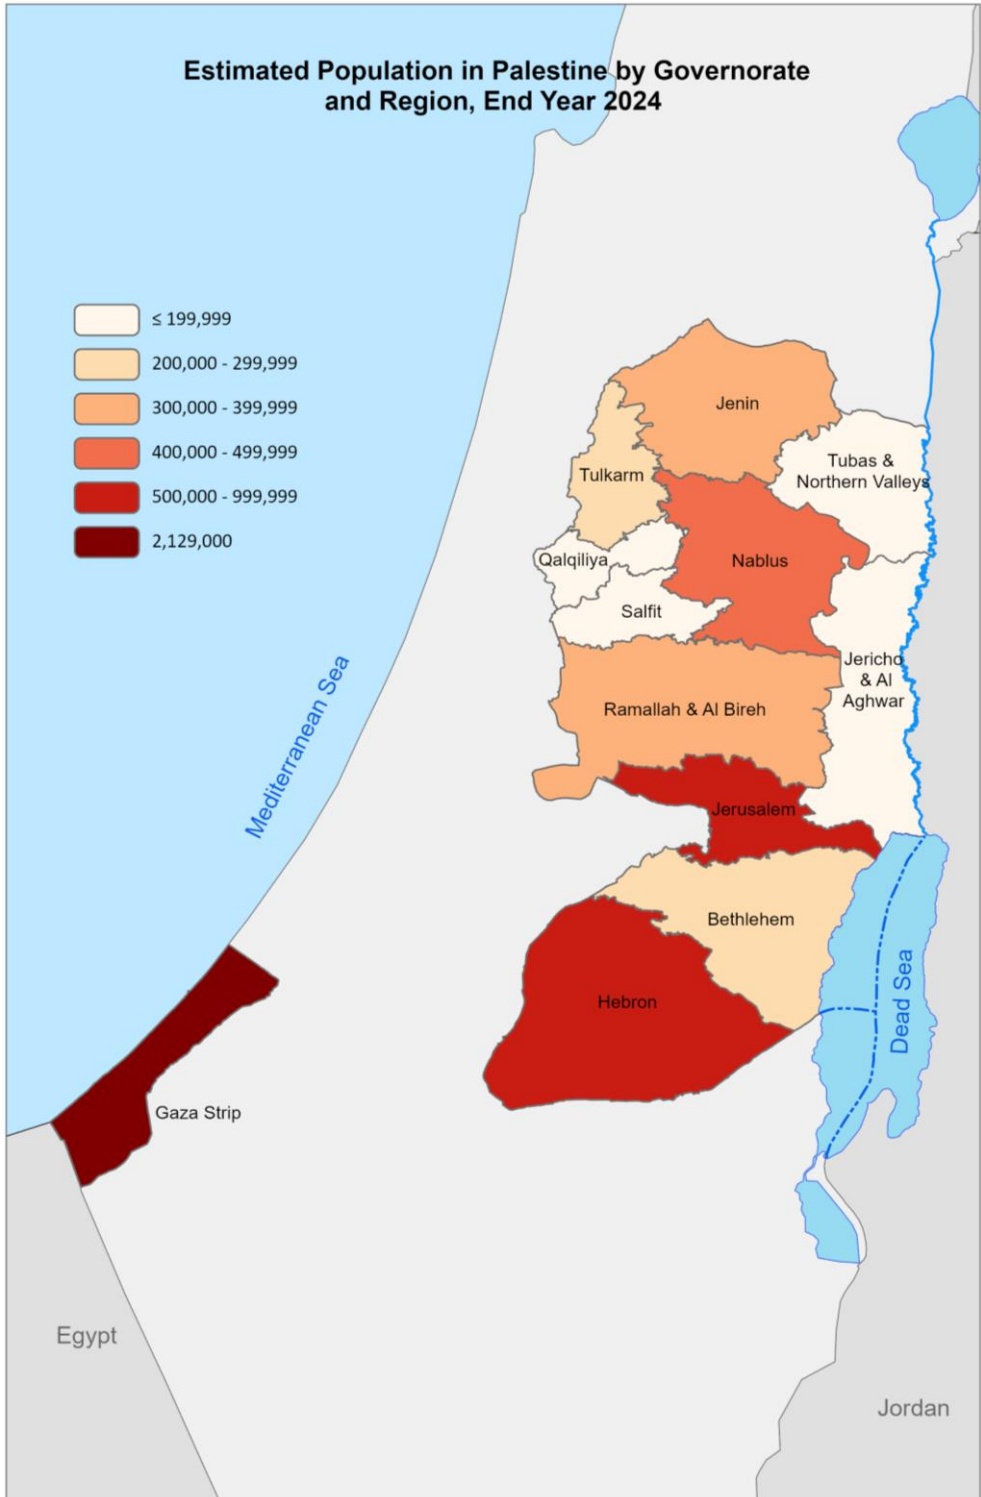 Estimated Population in Palestine by Governorate
and Region, End Year 2024
≤ 199,999
200,000 - 299,999
300,000 - 399,999
400,000 - 499,999
500,000 - 999,999
2,129,000
Jenin
Tubas &
Northern Valleys
Tulkarm
Qalqiliya
Nablus
Salfit
Jericho
& Al
Aghwar
Ramallah & Al Bireh
Mediterranean Sea
Jerusalem
Bethlehem
Hebron
Dead Sea
Gaza Strip
Egypt
Jordan